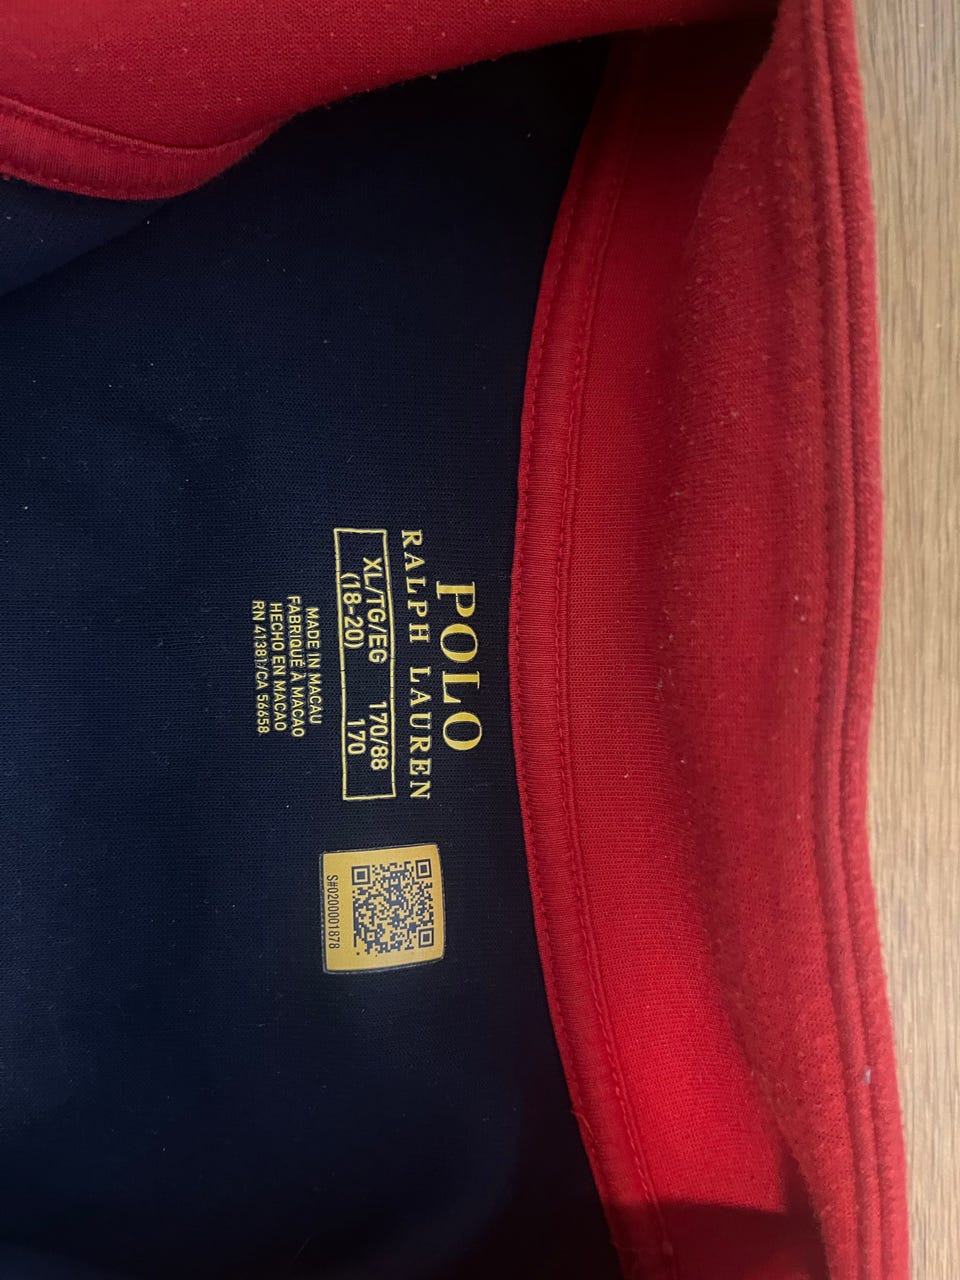 POLO
RALPH LAUREN
XL/TG/EG 170/88
(18-20) 170
MADE IN MACAU
FABRIQUÉ À MACAO
HECHO EN MACAO
RN 41381/CA 56658
S#0200001878